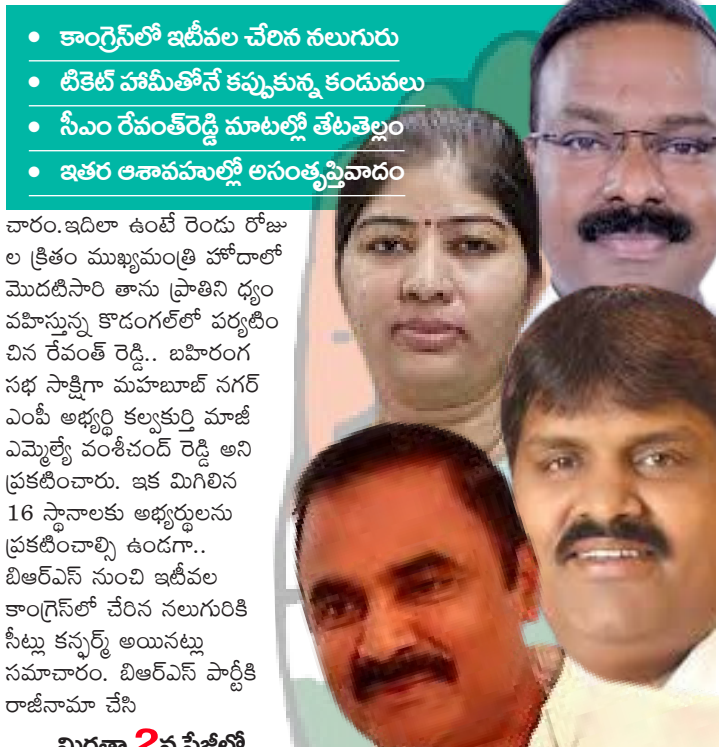 • కాంగ్రెస్‌లో ఇటీవల చేరిన నలుగురు
• టికెట్ హామీతోనే కప్పుకున్న కండువలు
• సీఎం రేవంత్‌రెడ్డి మాటల్లో తేటతెల్లం
• ఇతర ఆశావహుల్లో అసంతృప్తివాదం
చారం.ఇదిలా ఉంటే రెండు రోజు
ల క్రితం ముఖ్యమంత్రి హోదాలో
మొదటిసారి తాను ప్రాతిని ధ్యం
వహిస్తున్న కొడంగల్‌లో పర్యటిం
చిన రేవంత్ రెడ్డి.. బహిరంగ
సభ సాక్షిగా మహబూబ్ నగర్
ఎంపీ అభ్యర్థి కల్వకుర్తి మాజీ
ఎమ్మెల్యే వంశీచంద్ రెడ్డి అని
ప్రకటించారు. ఇక మిగిలిన
16 స్థానాలకు అభ్యర్థులను
ప్రకటించాల్సి ఉండగా..
బిఆర్ఎస్ నుంచి ఇటీవల
కాంగ్రెస్‌లో చేరిన నలుగురికి
సీట్లు కన్ఫర్మ్ అయినట్లు
సమాచారం. బిఆర్ఎస్ పార్టీకి
రాజీనామా చేసి
మిగతా 2న పేజీలో